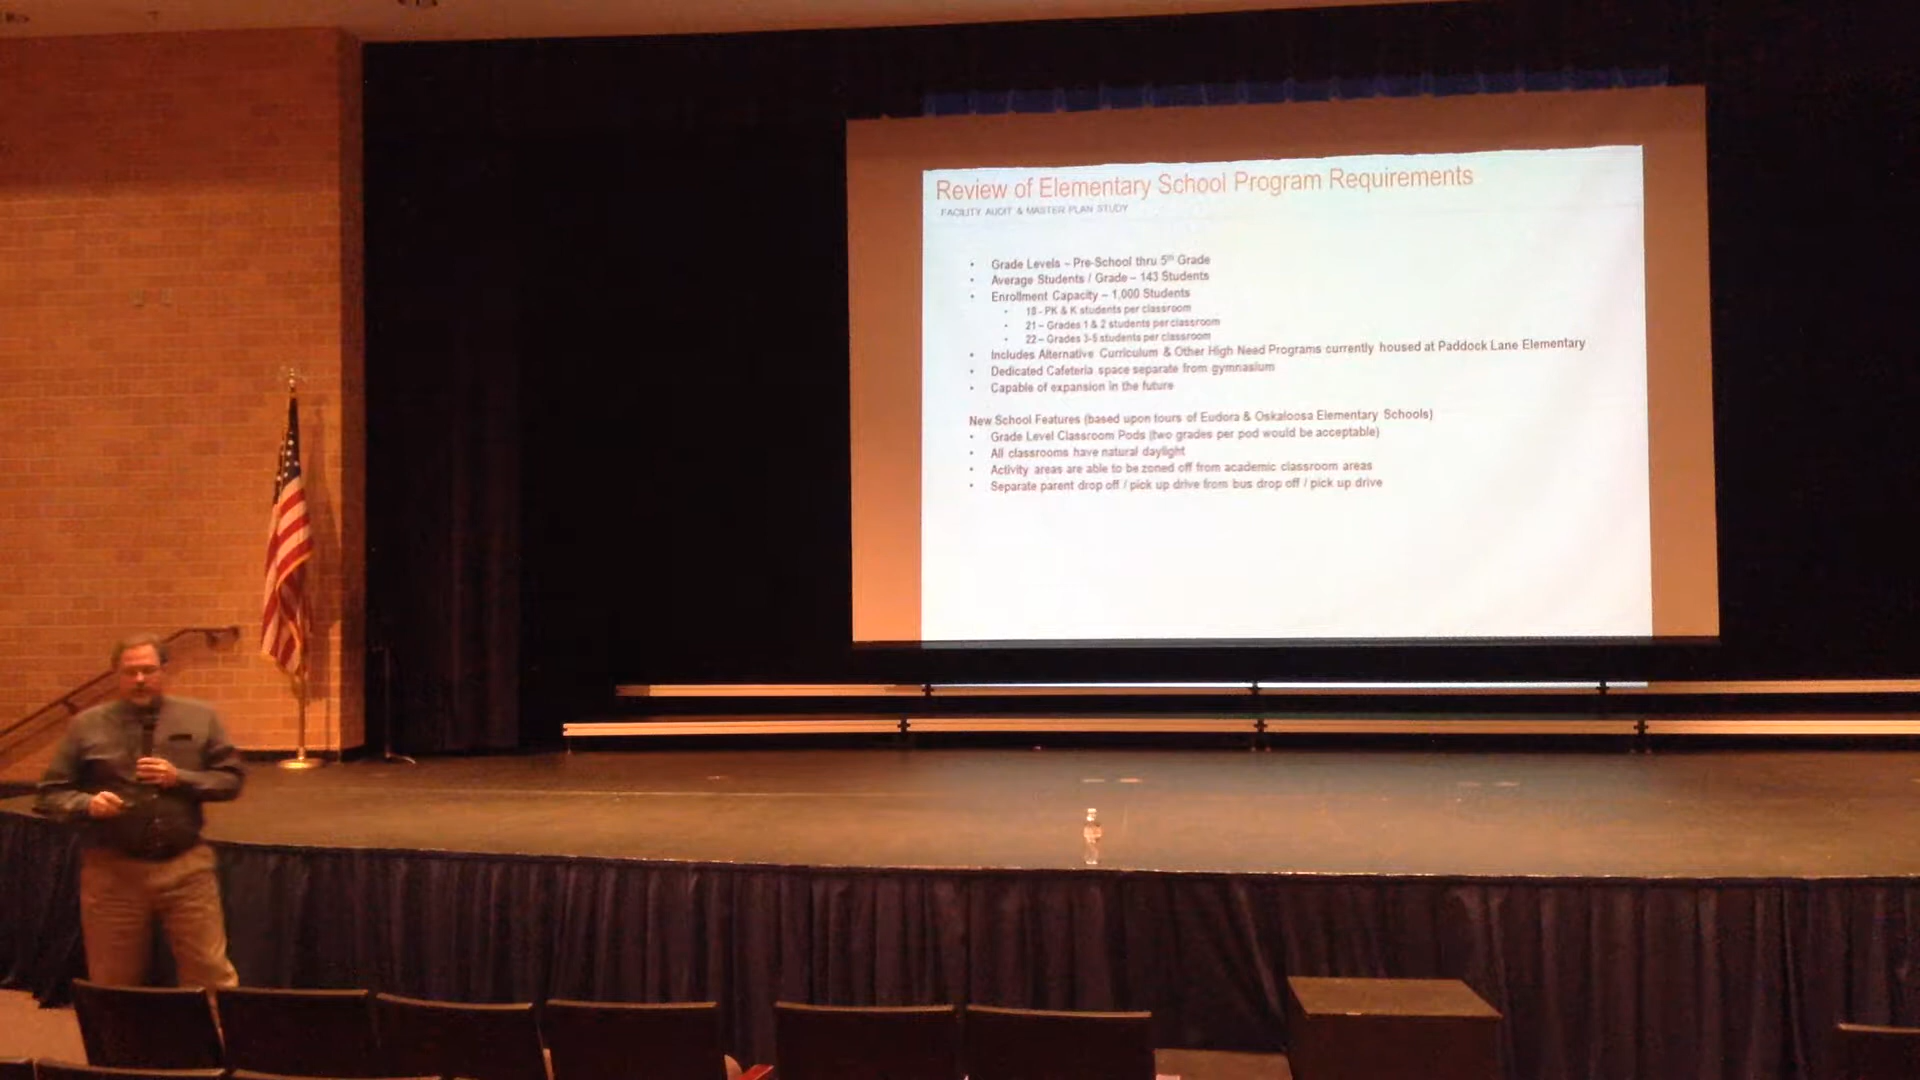 Review of Elementary School Program Requirements
FACILITY AUDIT & MASTER PLAN STUDY
• Grade Levels – Pre-School thru 5th Grade
• Average Students / Grade – 143 Students
• Enrollment Capacity – 1,000 Students
• 18 - PK & K students per classroom
• 21 – Grades 1 & 2 students per classroom
• 22 – Grades 3-5 students per classroom
• Includes Alternative Curriculum & Other High Need Programs currently housed at Paddock Lane Elementary
• Dedicated Cafeteria space separate from gymnasium
• Capable of expansion in the future
New School Features (based upon tours of Eudora & Oskaloosa Elementary Schools)
• Grade Level Classroom Pods (two grades per pod would be acceptable)
• All classrooms have natural daylight
• Activity areas are able to be zoned off from academic classroom areas
• Separate parent drop off / pick up drive from bus drop off / pick up drive